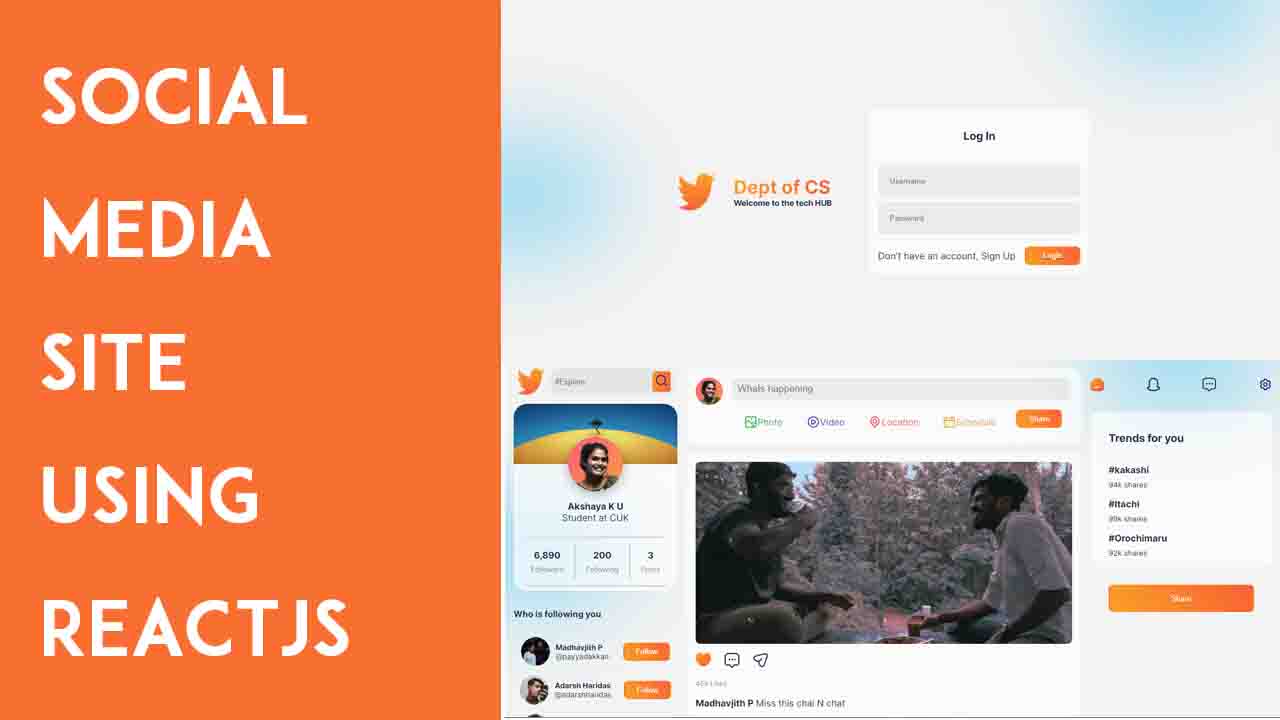 SOCIAL
MEDIA
SITE
USING
REACTJS
Log In
Username
Password
Don't have an account, Sign Up
Login
Dept of CS
Welcome to the tech HUB
#Explore
Akshaya K U
Student at CUK
6,890
200
3
Followers
Following
Posts
Who is following you
Madhavjith P
@payyadakkan
Follow
Adarsh Haridas
@adarshharidas
Follow
Whats happening
Photo
Video
Location
Schedule
Share
Likes
Madhavjith P Miss this chai N chat
Trends for you
#kakashi
94k shares
#Itachi
99k shares
#Orochimaru
92k shares
Share